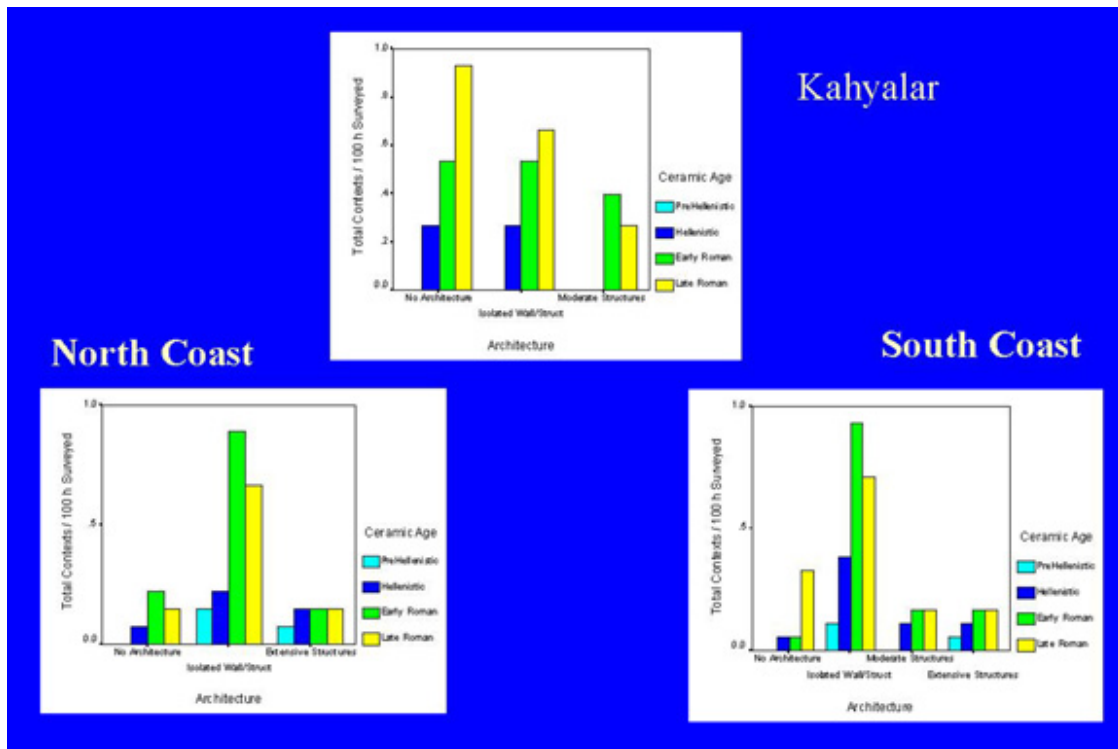 Kahyalar
1.0
.8
.6
.4
.2
0.0
Total Contexts / 100 h Surveyed
No Architecture
Isolated Wall/Struct
Moderate Structures
Architecture
Ceramic Age
PreHellenistic
Hellenistic
Early Roman
Late Roman
North Coast
1.0
.5
0.0
Total Contexts / 100 h Surveyed
No Architecture
Isolated Wall/Struct
Extensive Structures
Architecture
Ceramic Age
PreHellenistic
Hellenistic
Early Roman
Late Roman
South Coast
1.0
.5
0.0
Total Contexts / 100 h Surveyed
No Architecture
Isolated Wall/Struct
Moderate Structures
Extensive Structures
Architecture
Ceramic Age
PreHellenistic
Hellenistic
Early Roman
Late Roman